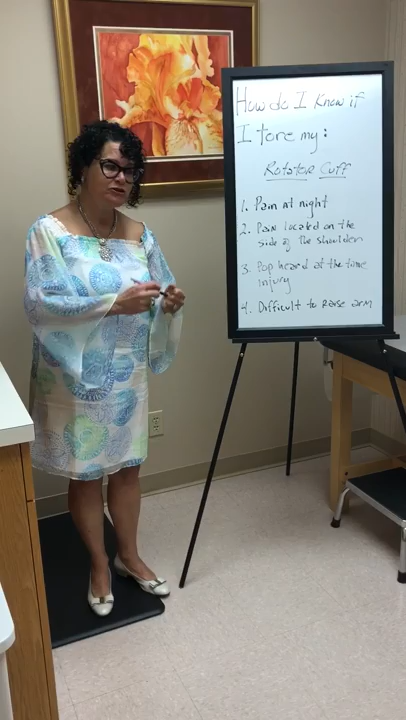 How do I Know if
I tore my:
Rotator Cuff
1. Pain at night
2. Pain located on the
side of the shoulder
3. Pop heard at the time
injury
4. Difficult to Raise arm